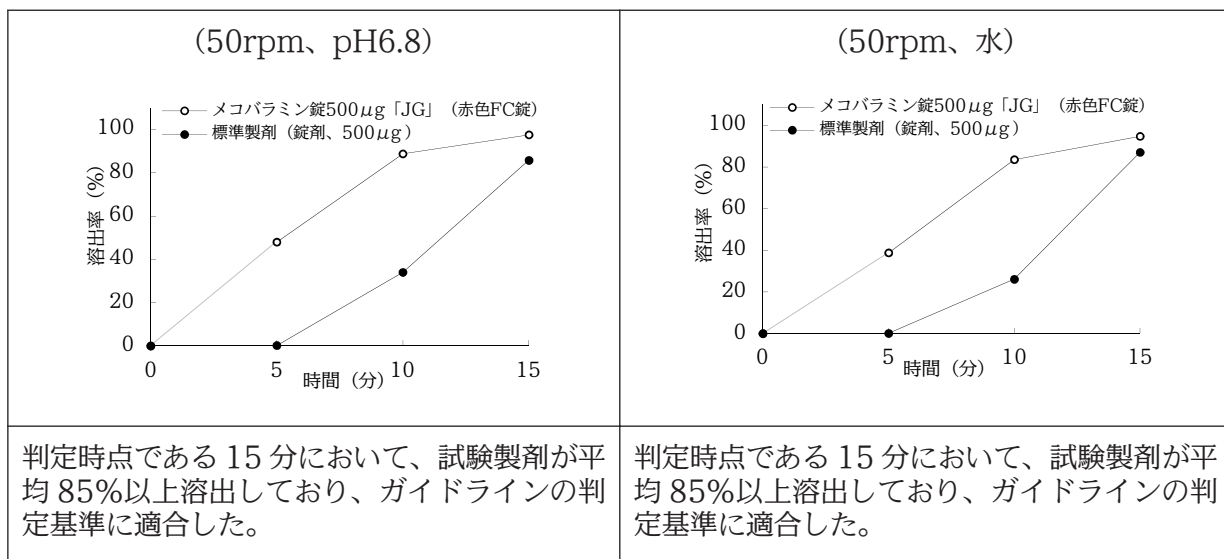 (50rpm、pH6.8)
メコバラミン錠500μg「JG」（赤色FC錠）
標準製剤（錠剤、500μg）
溶出率（%）
100
80
60
40
20
0
0 5 10 15
時間（分）
判定時点である 15 分において、試験製剤が平
均 85%以上溶出しており、ガイドラインの判
定基準に適合した。
(50rpm、水)
メコバラミン錠500μg「JG」（赤色FC錠）
標準製剤（錠剤、500μg）
溶出率（%）
100
80
60
40
20
0
0 5 10 15
時間（分）
判定時点である 15 分において、試験製剤が平
均 85%以上溶出しており、ガイドラインの判
定基準に適合した。